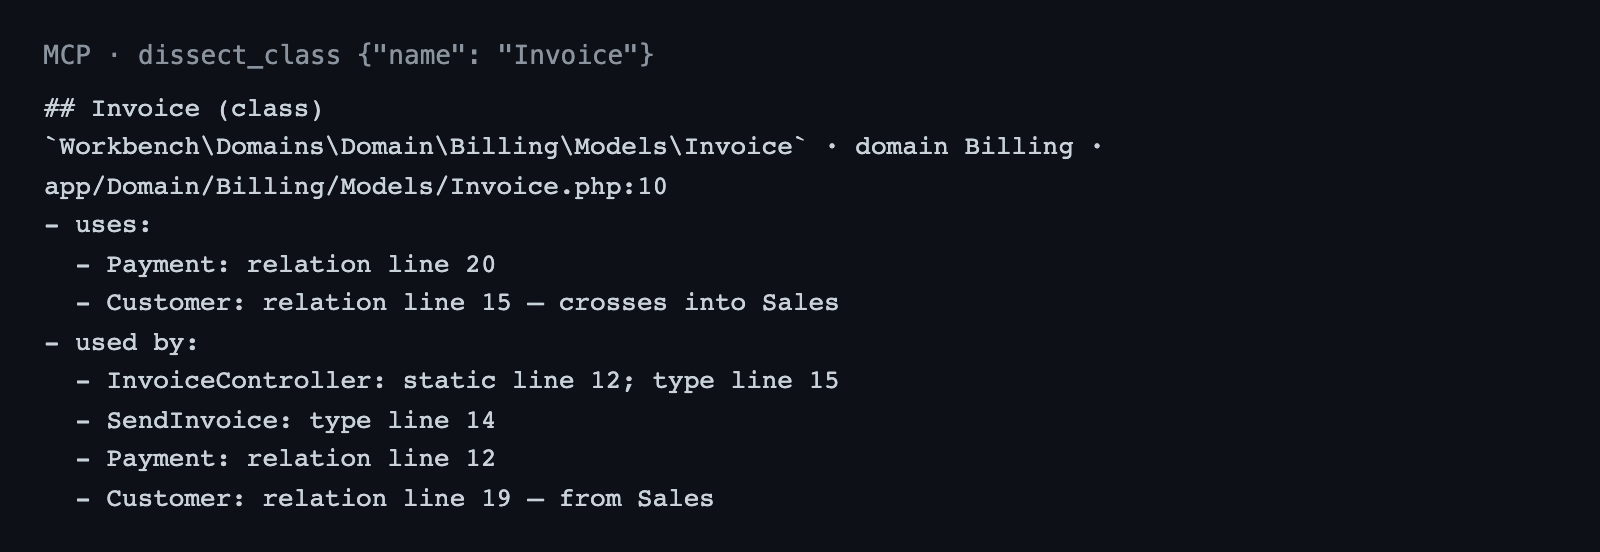 MCP · dissect_class {"name": "Invoice"}
## Invoice (class)
`Workbench\Domains\Domain\Billing\Models\Invoice` · domain Billing ·
app/Domain/Billing/Models/Invoice.php:10
– uses:
  – Payment: relation line 20
  – Customer: relation line 15 — crosses into Sales
– used by:
  – InvoiceController: static line 12; type line 15
  – SendInvoice: type line 14
  – Payment: relation line 12
  – Customer: relation line 19 — from Sales